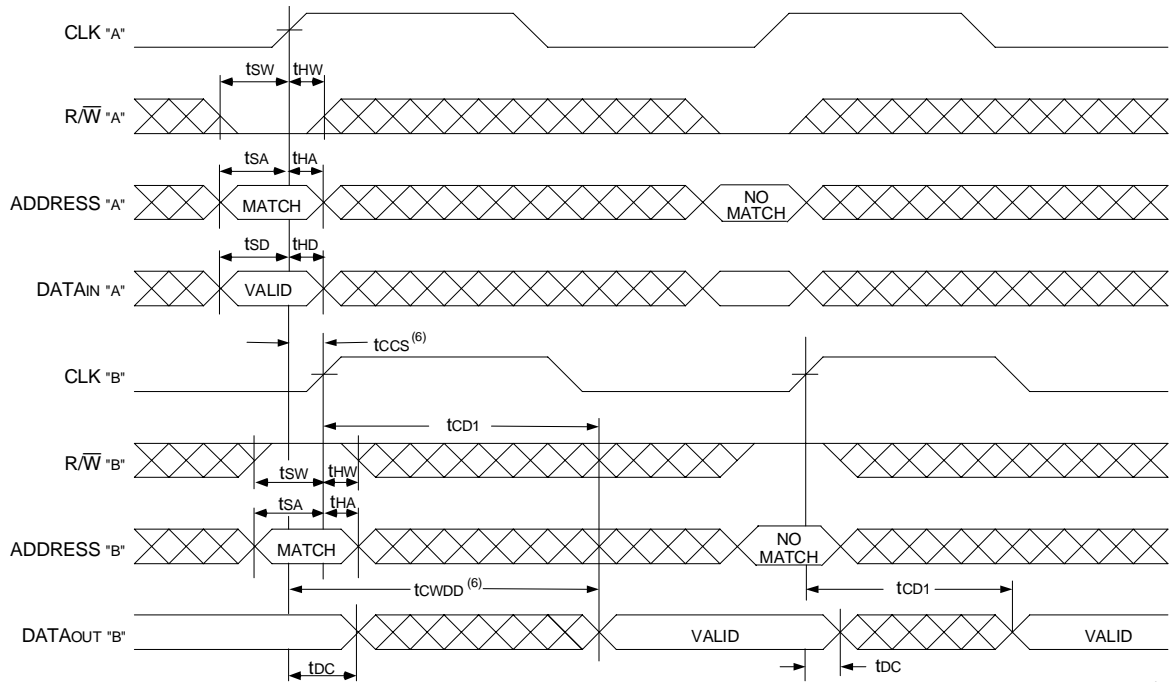 CLK "A"
tSW tHW
R/W̅ "A"
tSA tHA
ADDRESS "A" MATCH NO MATCH
tSD tHD
DATAIN "A" VALID
tCCS (6)
CLK "B"
tCD1
R/W̅ "B"
tSW tHW
tSA tHA
ADDRESS "B" MATCH NO MATCH
tCWDD (6) tCD1
DATAOUT "B" VALID VALID
tDC tDC